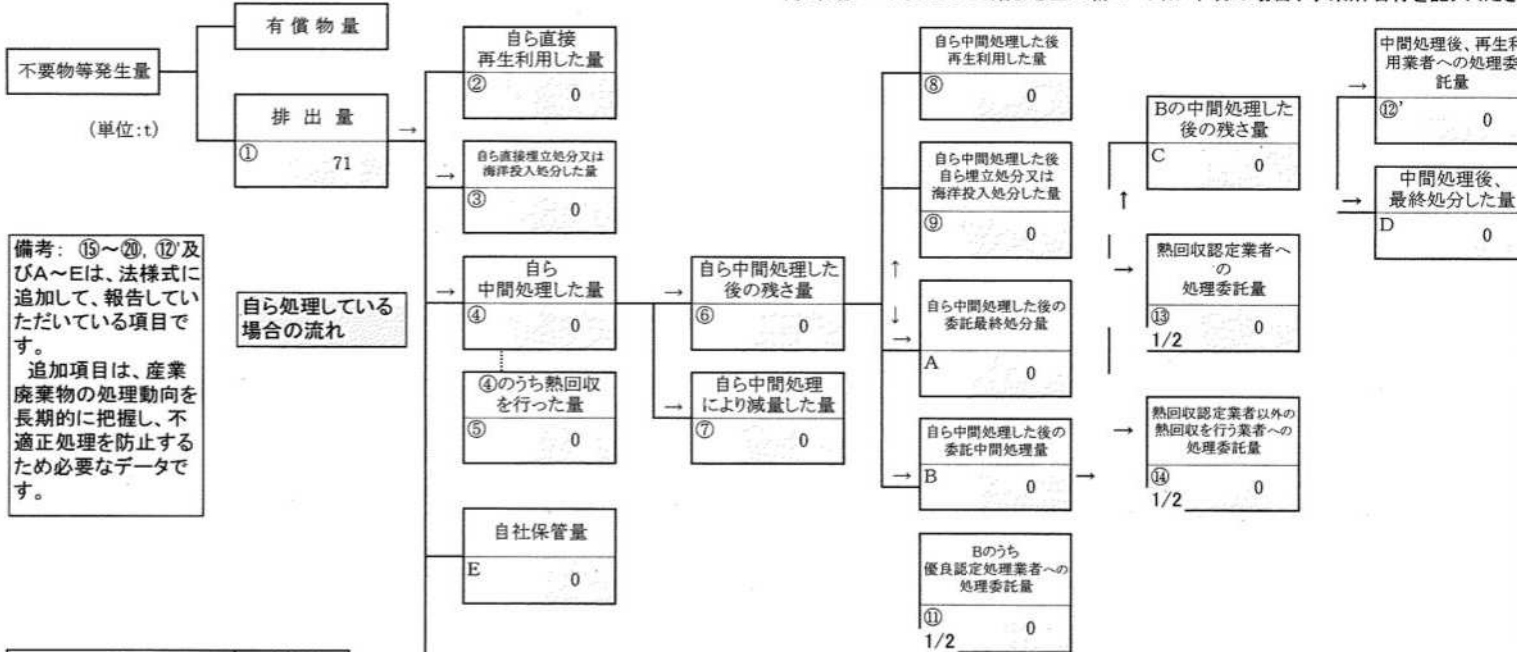 有償物量
不要物等発生量
(単位:t)
排出量
→
①
71
備考: ⑮～⑳, ⑫'及
びA～Eは、法様式に
追加して、報告してい
ただいている項目で
す。
追加項目は、産業
廃棄物の処理動向を
長期的に把握し、不
適正処理を防止する
ため必要なデータで
す。
自ら処理している
場合の流れ
自ら直接
再生利用した量
②
0
→
自ら直接埋立処分又は
海洋投入処分した量
③
0
→
自ら
中間処理した量
④
0
④のうち熱回収
を行った量
⑤
0
自社保管量
E
0
→
自ら中間処理した
後の残さ量
⑥
0
→
自ら中間処理
により減量した量
⑦
0
自ら中間処理した後
再生利用した量
⑧
0
自ら中間処理した後
自ら埋立処分又は
海洋投入処分した量
⑨
0
↑
↓
→
自ら中間処理した後の
委託最終処分量
A
0
→
自ら中間処理した後の
委託中間処理量
B
0
→
Bのうち
優良認定処理業者への
処理委託量
⑪
0
1/2
Bの中間処理した
後の残さ量
C
0
↑
→
熱回収認定業者へ
の
処理委託量
⑬
0
1/2
→
熱回収認定業者以外の
熱回収を行う業者への
処理委託量
⑭
0
1/2
→
中間処理後、再生利
用業者への処理委
託量
⑫'
0
→
中間処理後、
最終処分した量
D
0